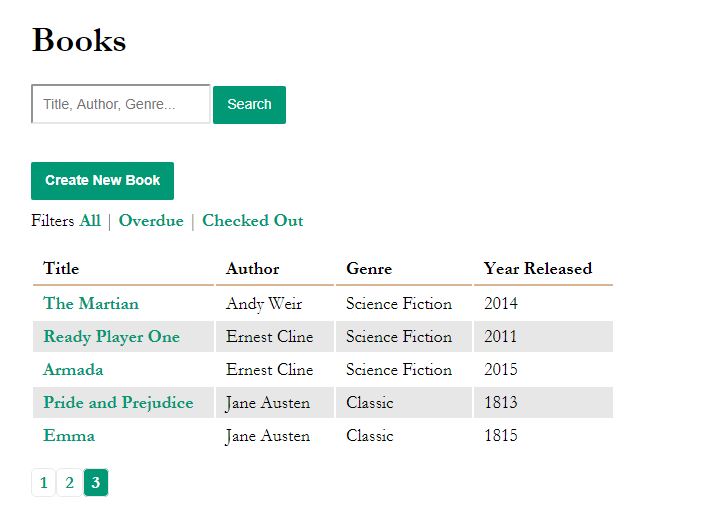 Books
Title, Author, Genre... Search
Create New Book
Filters All | Overdue | Checked Out
Title Author Genre Year Released
The Martian Andy Weir Science Fiction 2014
Ready Player One Ernest Cline Science Fiction 2011
Armada Ernest Cline Science Fiction 2015
Pride and Prejudice Jane Austen Classic 1813
Emma Jane Austen Classic 1815
1 2 3